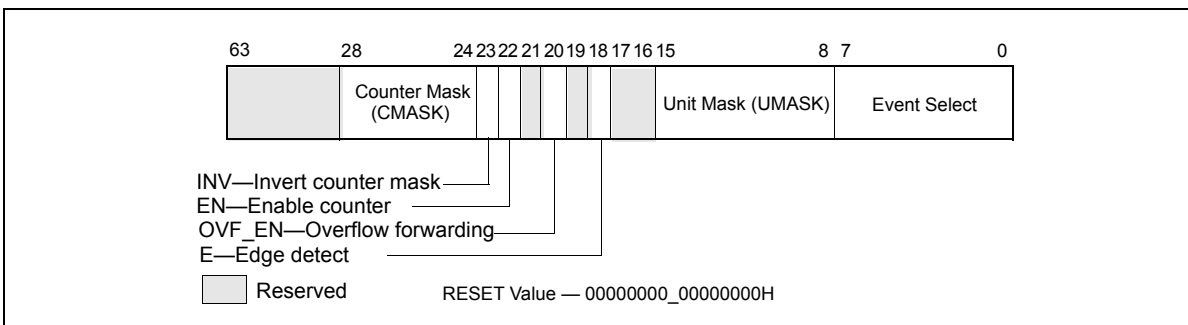 63 28 24 23 22 21 20 19 18 17 16 15 8 7 0
Counter Mask
(CMASK)
Unit Mask (UMASK)
Event Select
INV—Invert counter mask
EN—Enable counter
OVF_EN—Overflow forwarding
E—Edge detect
Reserved
RESET Value — 00000000_00000000H